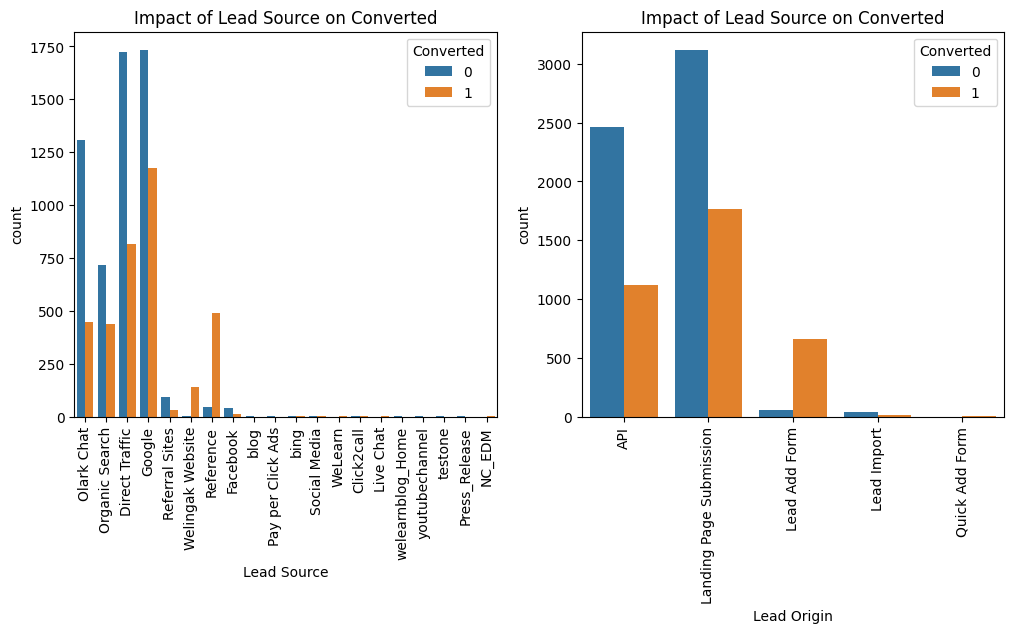 Impact of Lead Source on Converted
1750
1500
1250
1000
750
500
250
0
count
Converted
0
1
Olark Chat
Organic Search
Direct Traffic
Google
Referral Sites
Welingak Website
Reference
Facebook
blog
Pay per Click Ads
bing
Social Media
WeLearn
Click2call
Live Chat
welearnblog_Home
youtubechannel
testone
Press_Release
NC_EDM
Lead Source
Impact of Lead Source on Converted
3000
2500
2000
1500
1000
500
0
count
Converted
0
1
API
Landing Page Submission
Lead Add Form
Lead Import
Quick Add Form
Lead Origin